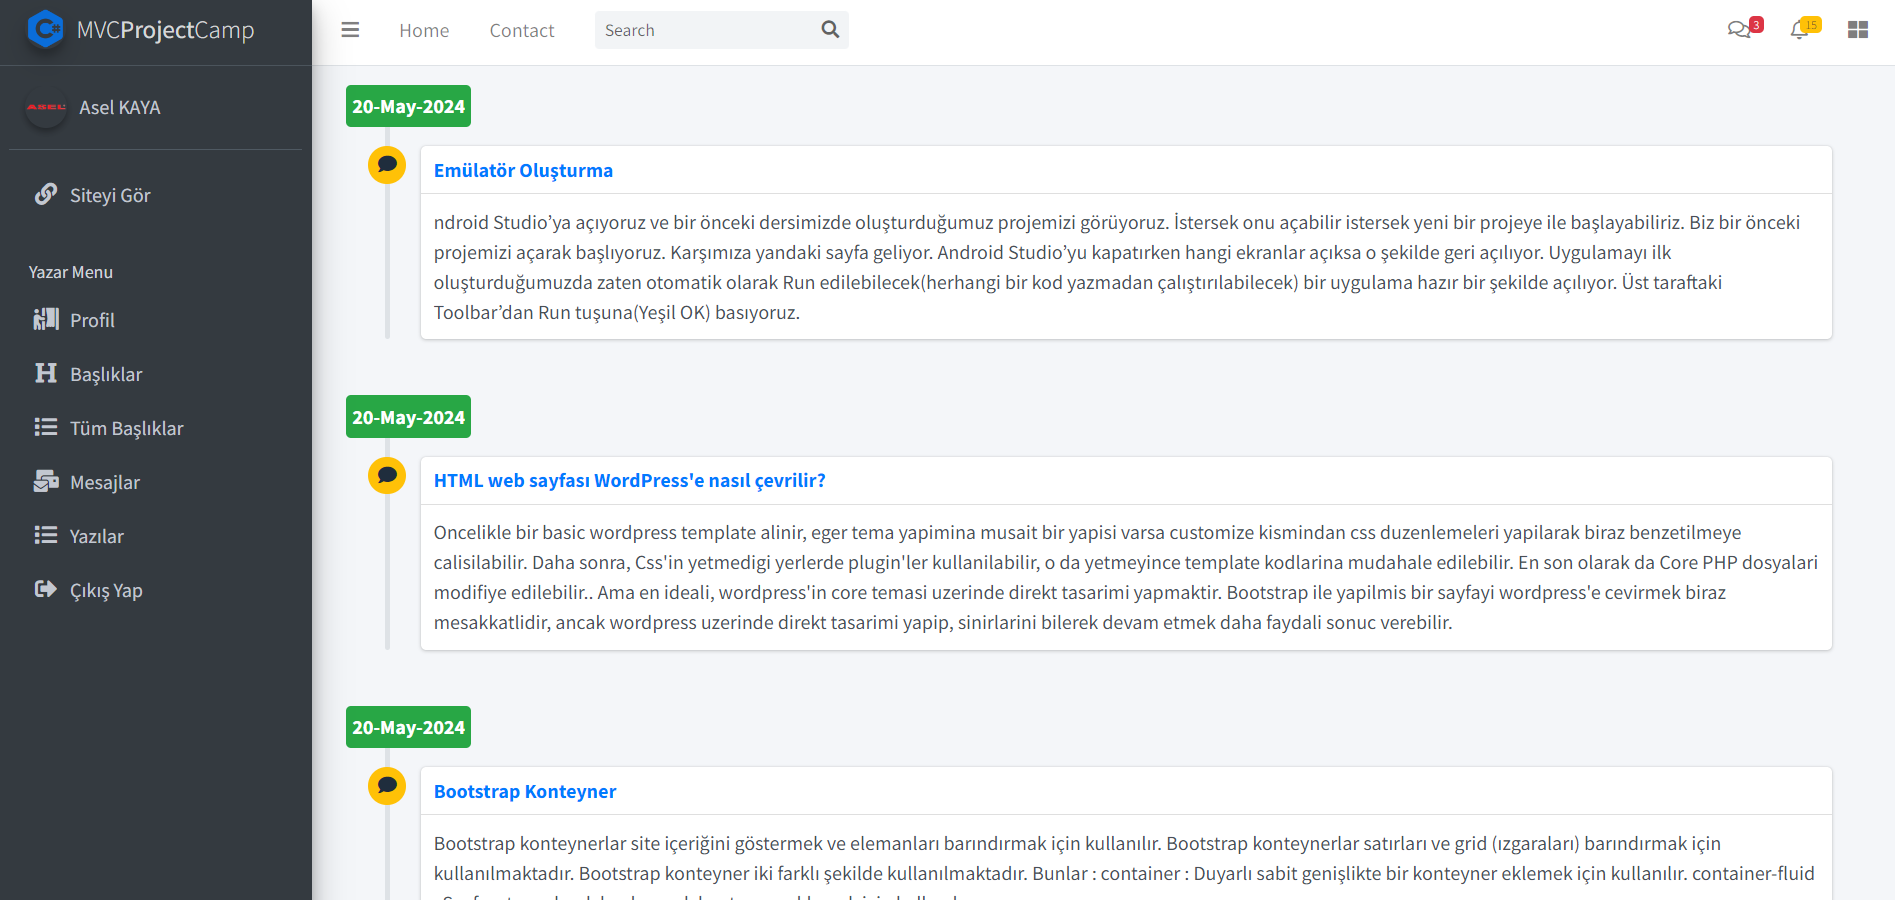 MVCProjectCamp
Home
Contact
Search
3
15
ASEL
Asel KAYA
Siteyi Gör
Yazar Menu
Profil
Başlıklar
Tüm Başlıklar
Mesajlar
Yazılar
Çıkış Yap
20-May-2024
Emülatör Oluşturma
ndroid Studio’ya açıyoruz ve bir önceki dersimizde oluşturduğumuz projemizi görüyoruz. İstersek onu açabilir istersek yeni bir projeye ile başlayabiliriz. Biz bir önceki
projemizi açarak başlıyoruz. Karşımıza yandaki sayfa geliyor. Android Studio’yu kapatırken hangi ekranlar açıksa o şekilde geri açılıyor. Uygulamayı ilk
oluşturduğumuzda zaten otomatik olarak Run edilebilecek(herhangi bir kod yazmadan çalıştırılabilecek) bir uygulama hazır bir şekilde açılıyor. Üst taraftaki
Toolbar’dan Run tuşuna(Yeşil OK) basıyoruz.
20-May-2024
HTML web sayfası WordPress'e nasıl çevrilir?
Oncelikle bir basic wordpress template alinir, eger tema yapimina musait bir yapisi varsa customize kismindan css duzenlemeleri yapilarak biraz benzetilmeye
calisilabilir. Daha sonra, Css'in yetmedigi yerlerde plugin'ler kullanilabilir, o da yetmeyince template kodlarina mudahale edilebilir. En son olarak da Core PHP dosyalari
modifiye edilebilir.. Ama en ideali, wordpress'in core temasi uzerinde direkt tasarimi yapmaktir. Bootstrap ile yapilmis bir sayfayi wordpress'e cevirmek biraz
mesakkatlidir, ancak wordpress uzerinde direkt tasarimi yapip, sinirlarini bilerek devam etmek daha faydali sonuc verebilir.
20-May-2024
Bootstrap Konteyner
Bootstrap konteynerlar site içeriğini göstermek ve elemanları barındırmak için kullanılır. Bootstrap konteynerlar satırları ve grid (ızgaraları) barındırmak için
kullanılmaktadır. Bootstrap konteyner iki farklı şekilde kullanılmaktadır. Bunlar : container : Duyarlı sabit genişlikte bir konteyner eklemek için kullanılır. container-fluid